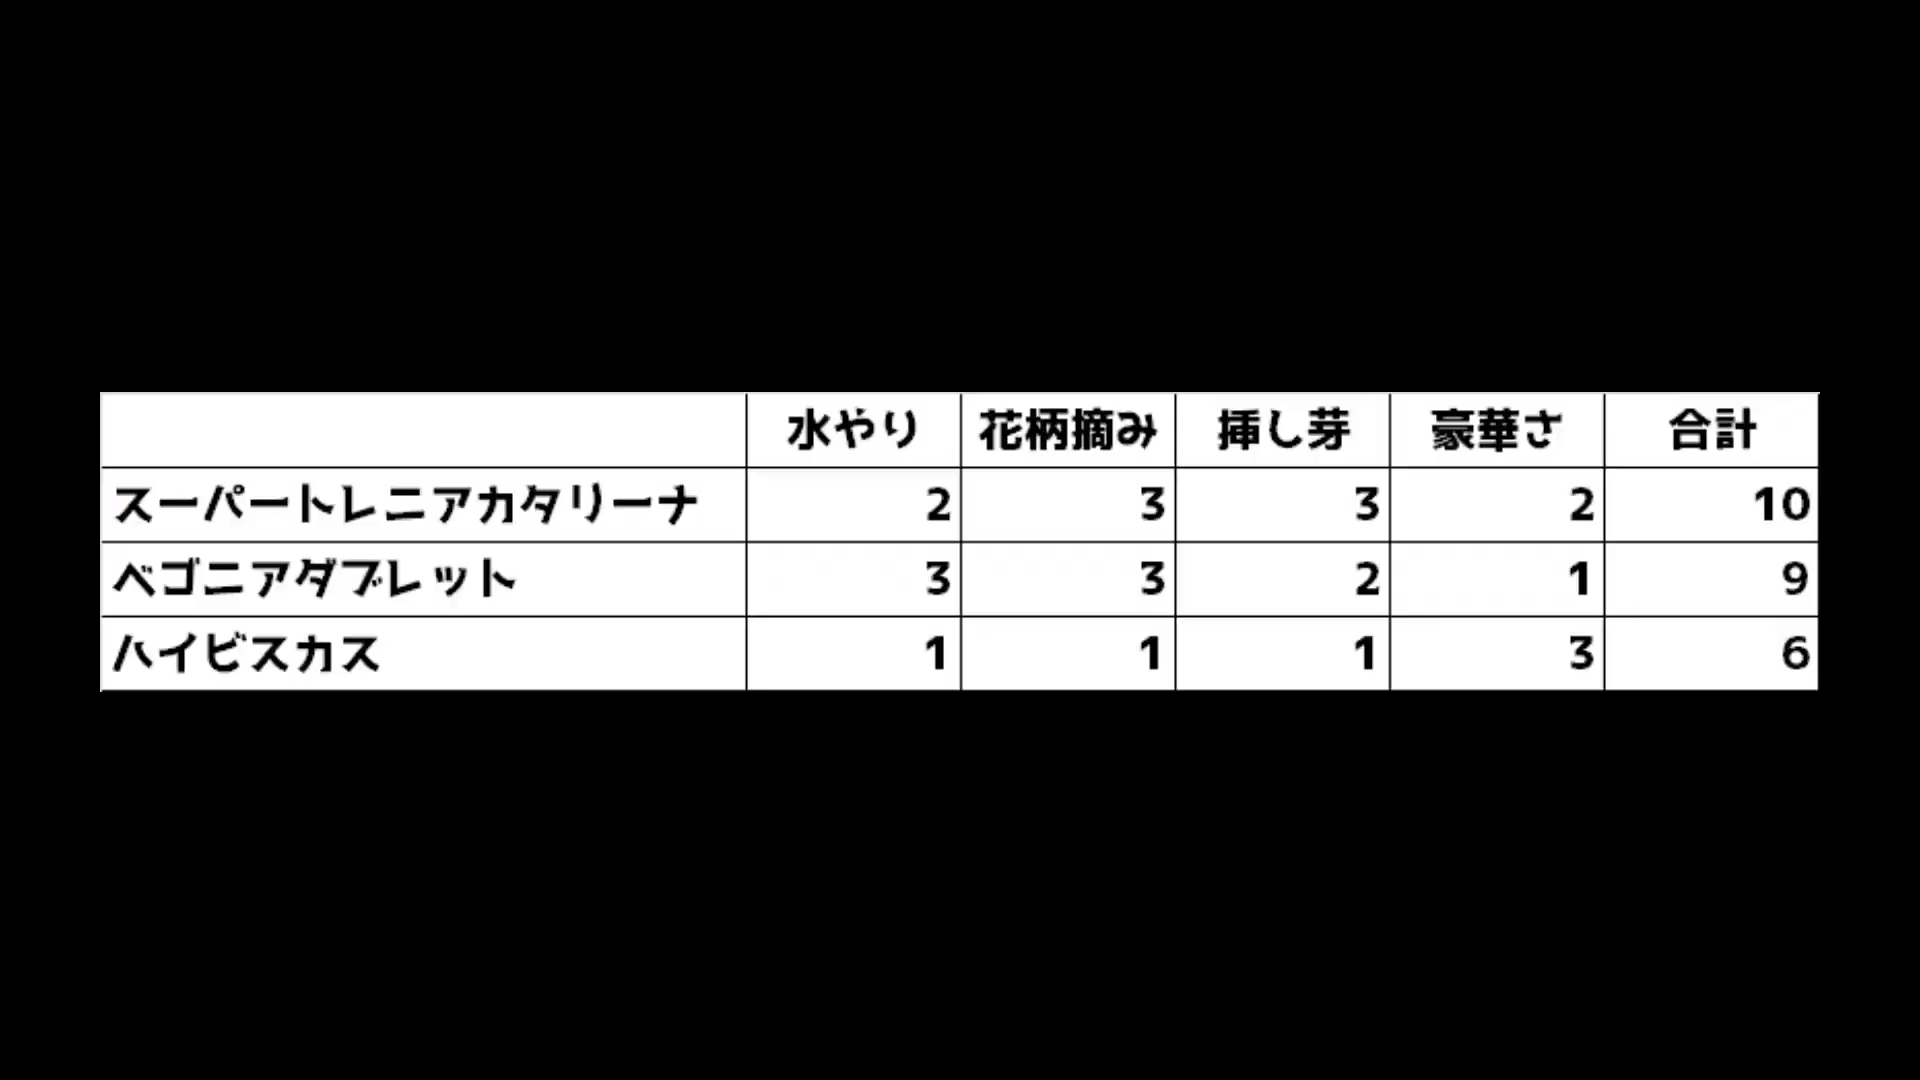 水やり 花柄摘み 挿し芽 豪華さ 合計
スーパートレニアカタリーナ 2 3 3 2 10
ベゴニアダブレット 3 3 2 1 9
ハイビスカス 1 1 1 3 6